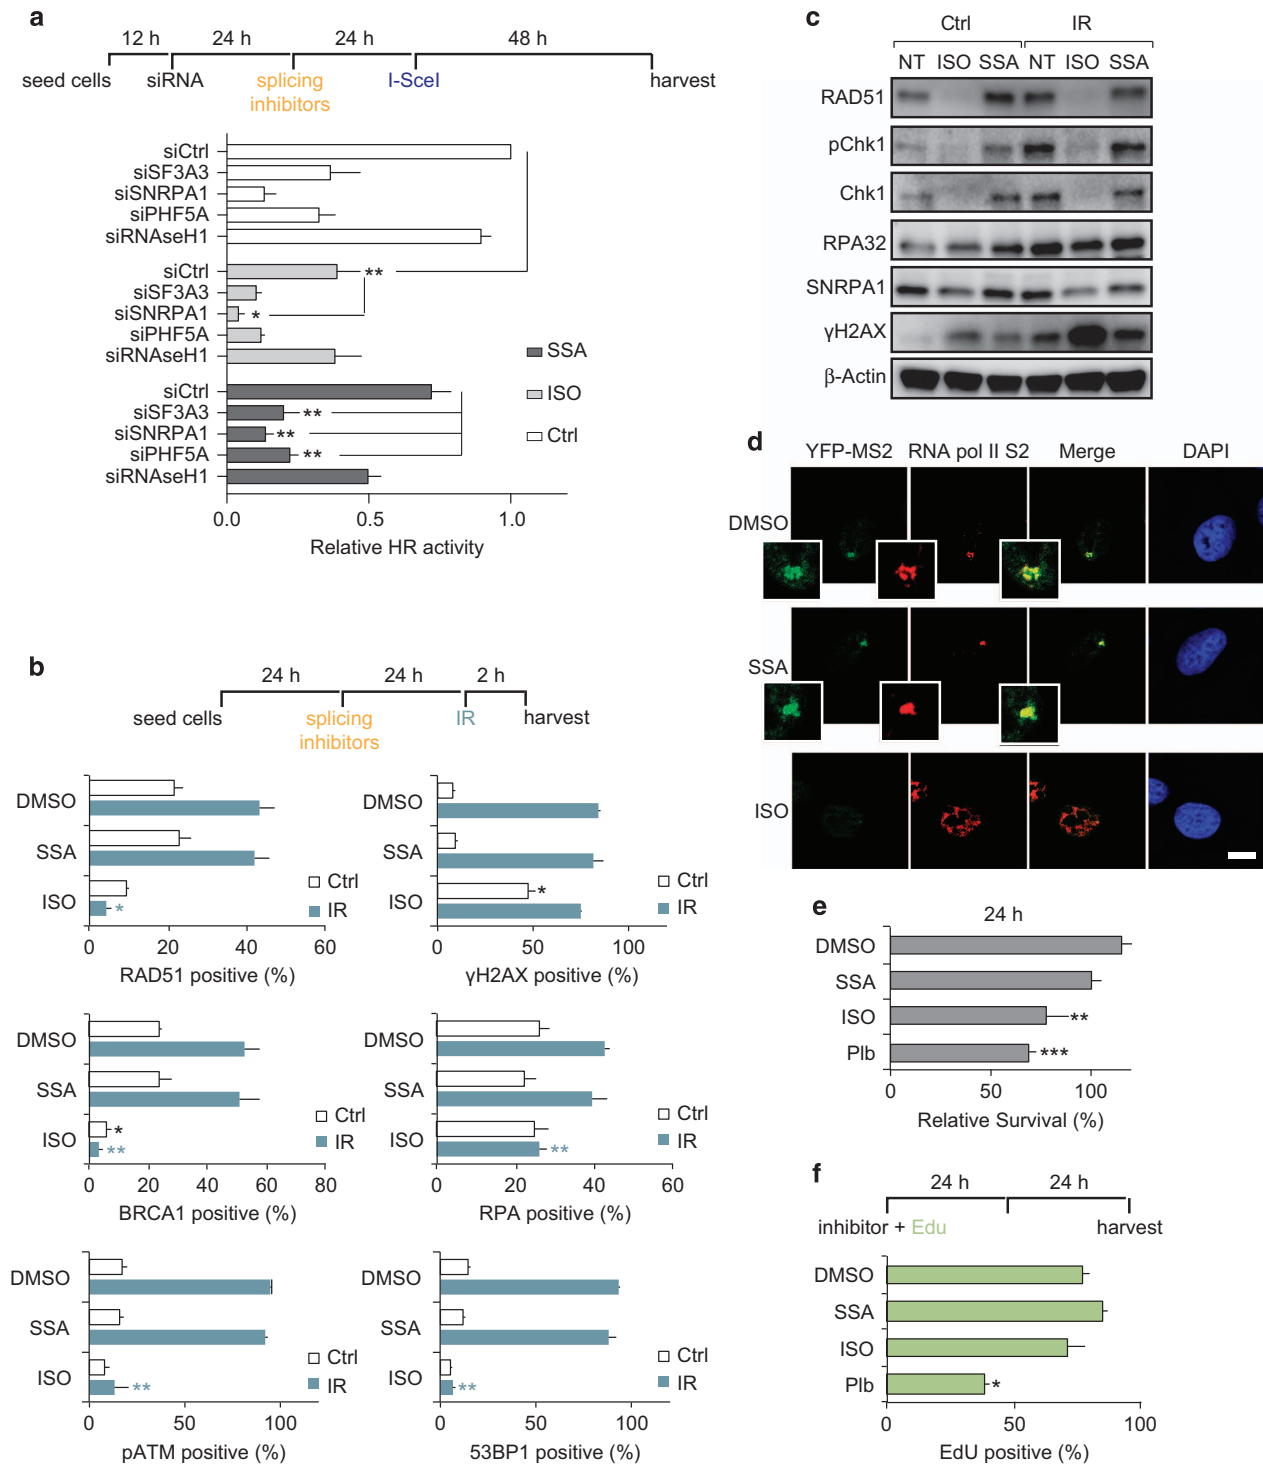 a
12 h 24 h 24 h 48 h
seed cells siRNA splicing inhibitors I-SceI harvest
siCtrl
siSF3A3
siSNRPA1
siPHF5A
siRNAseH1
siCtrl **
siSF3A3
siSNRPA1 *
siPHF5A
siRNAseH1
siCtrl
siSF3A3 **
siSNRPA1 **
siPHF5A **
siRNAseH1
SSA
ISO
Ctrl
0.0 0.5 1.0
Relative HR activity
b
24 h 24 h 2 h
seed cells splicing inhibitors IR harvest
DMSO
SSA
ISO *
Ctrl
IR
0 20 40 60
RAD51 positive (%)
DMSO
SSA
ISO *
Ctrl
IR
0 50 100
γH2AX positive (%)
DMSO
SSA
ISO * **
Ctrl
IR
0 20 40 60 80
BRCA1 positive (%)
DMSO
SSA
ISO **
Ctrl
IR
0 20 40 60
RPA positive (%)
DMSO
SSA
ISO **
Ctrl
IR
0 50 100
pATM positive (%)
DMSO
SSA
ISO **
Ctrl
IR
0 50 100
53BP1 positive (%)
c
Ctrl IR
NT ISO SSA NT ISO SSA
RAD51
pChk1
Chk1
RPA32
SNRPA1
γH2AX
β-Actin
d
YFP-MS2 RNA pol II S2 Merge DAPI
DMSO
SSA
ISO
e
24 h
DMSO
SSA
ISO **
Plb ***
0 50 100
Relative Survival (%)
f
24 h 24 h
inhibitor + Edu harvest
DMSO
SSA
ISO
Plb *
0 50 100
EdU positive (%)